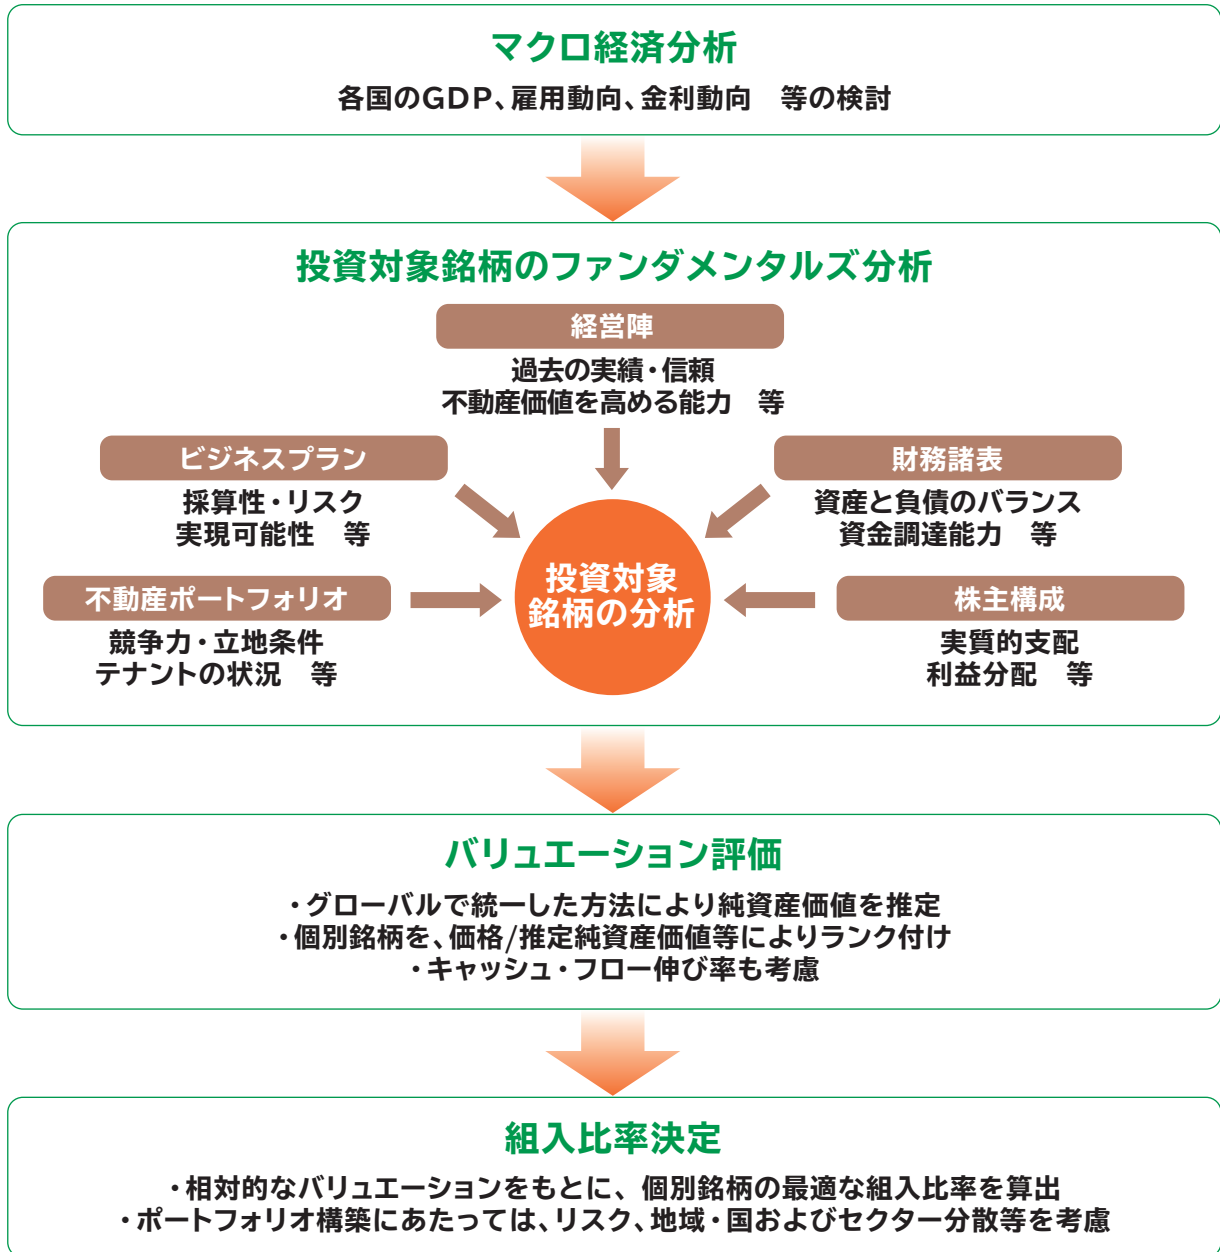 マクロ経済分析
各国のGDP、雇用動向、金利動向　等の検討
投資対象銘柄のファンダメンタルズ分析
経営陣
過去の実績・信頼
不動産価値を高める能力　等
ビジネスプラン
採算性・リスク
実現可能性　等
財務諸表
資産と負債のバランス
資金調達能力　等
投資対象
銘柄の分析
不動産ポートフォリオ
競争力・立地条件
テナントの状況　等
株主構成
実質的支配
利益分配　等
バリュエーション評価
・グローバルで統一した方法により純資産価値を推定
・個別銘柄を、価格/推定純資産価値等によりランク付け
・キャッシュ・フロー伸び率も考慮
組入比率決定
・相対的なバリュエーションをもとに、個別銘柄の最適な組入比率を算出
・ポートフォリオ構築にあたっては、リスク、地域・国およびセクター分散等を考慮